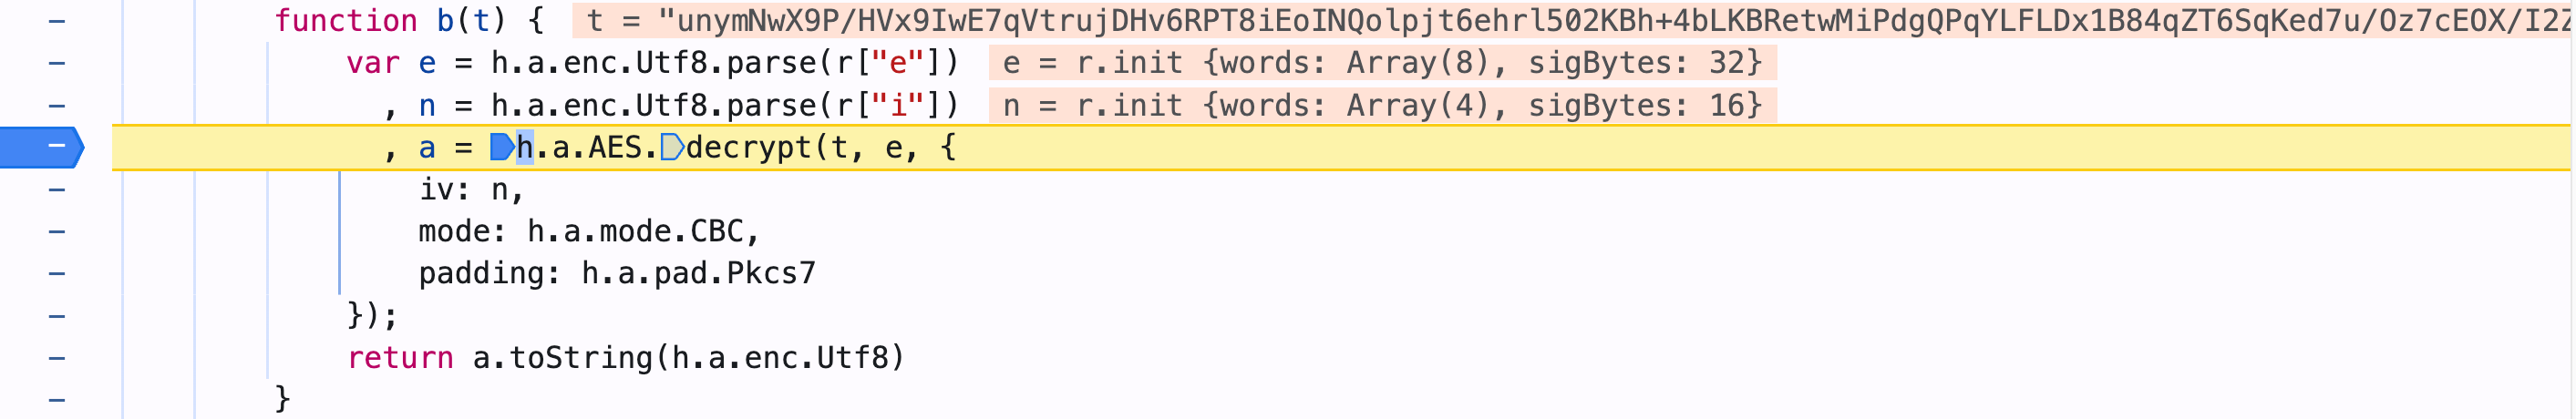 function b(t) { t = "unymNwX9P/HVx9IwE7qVtrujDHv6RPT8iEoINQolpjt6ehrl502KBh+4bLKBRetwMiPdgQPqYLFLDx1B84qZT6SqKed7u/Oz7cEOX/I2z
var e = h.a.enc.Utf8.parse(r["e"]) e = r.init {words: Array(8), sigBytes: 32}
, n = h.a.enc.Utf8.parse(r["i"]) n = r.init {words: Array(4), sigBytes: 16}
, a = h.a.AES.decrypt(t, e, {
iv: n,
mode: h.a.mode.CBC,
padding: h.a.pad.Pkcs7
});
return a.toString(h.a.enc.Utf8)
}